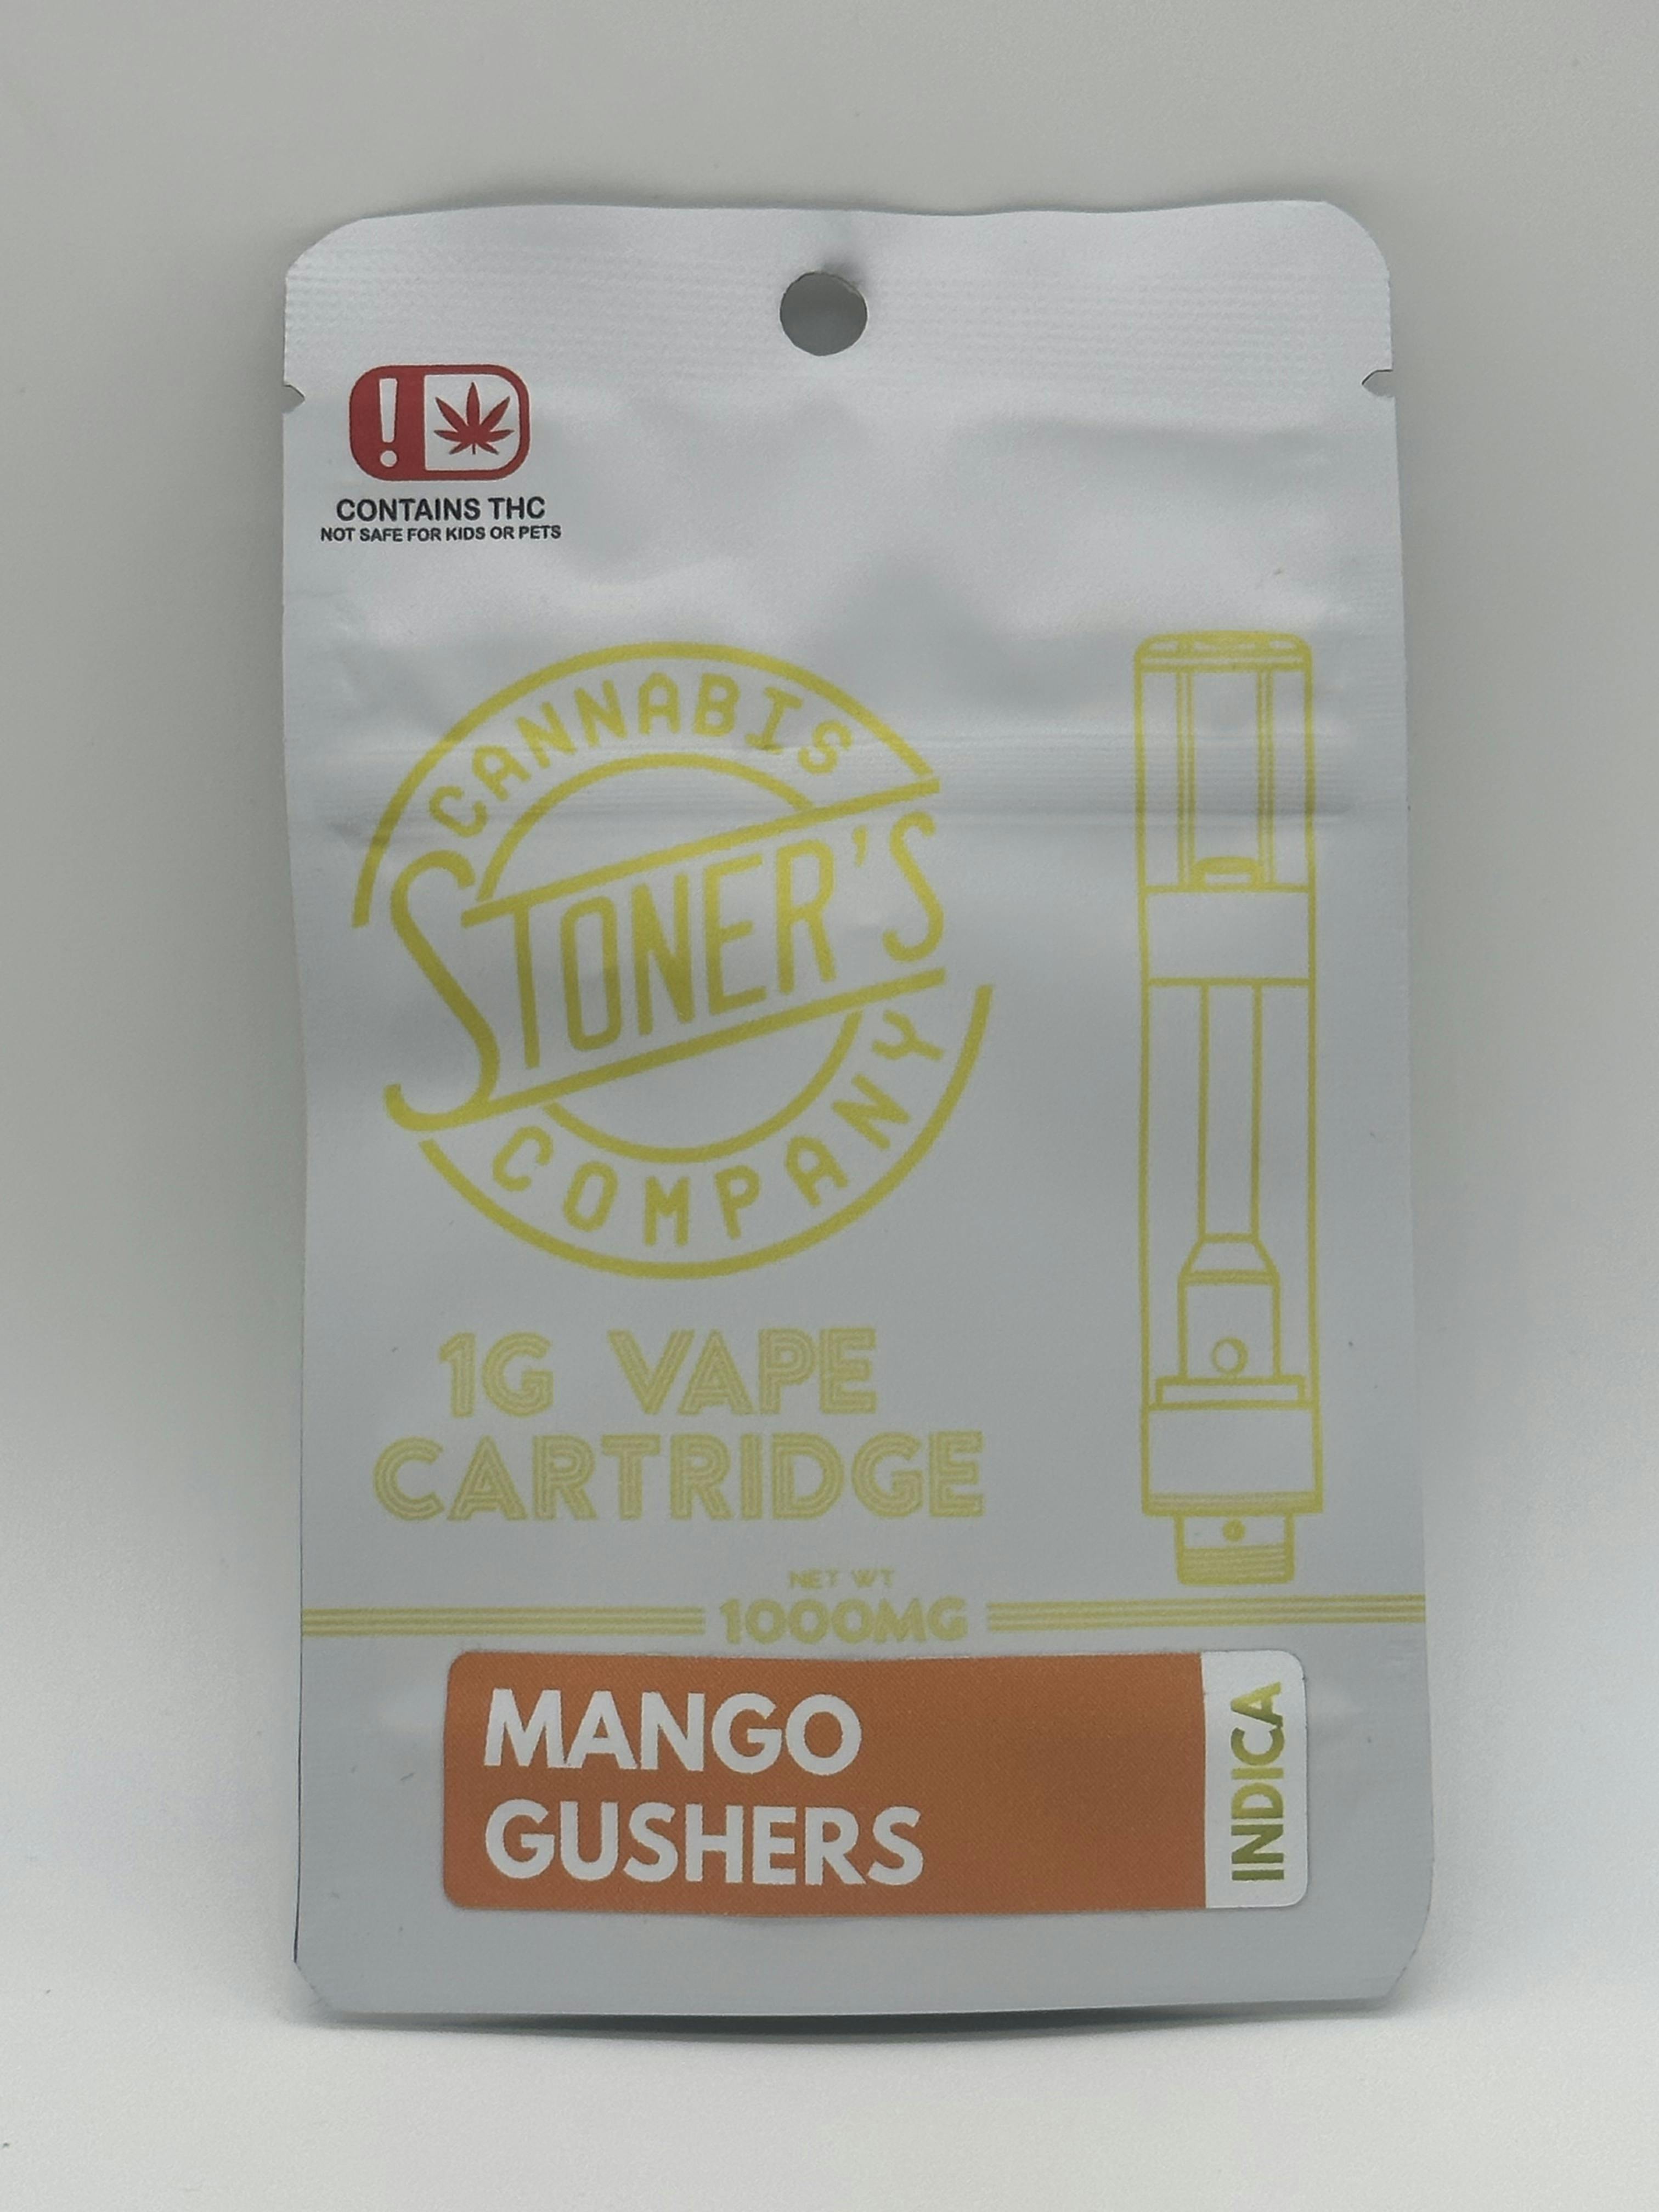 !
CONTAINS THC
NOT SAFE FOR KIDS OR PETS
CANNABIS
STONER'S
COMPANY
1G VAPE
CARTRIDGE
NET WT
1000MG
MANGO
GUSHERS
INDICA